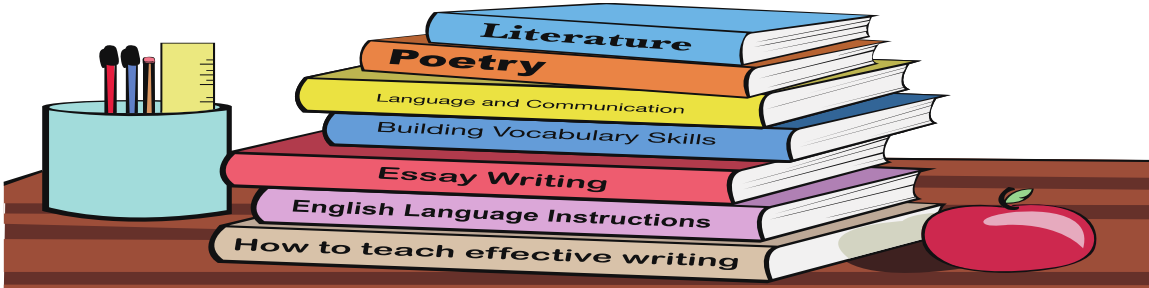 Literature
Poetry
Language and Communication
Building Vocabulary Skills
Essay Writing
English Language Instructions
How to teach effective writing